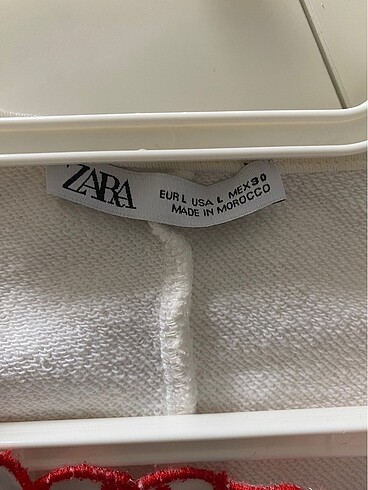 ZARA
EUR L USA L MEX 30
MADE IN MOROCCO